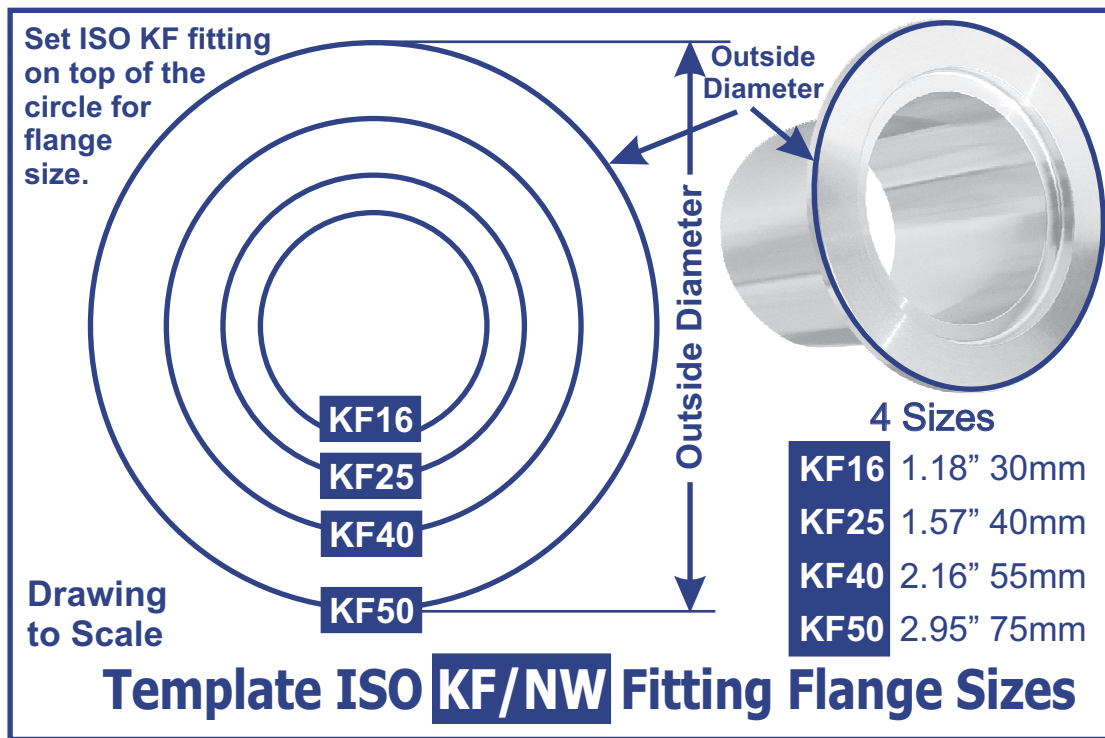 Set ISO KF fitting
on top of the
circle for
flange
size.
Outside
Diameter
Outside Diameter
KF16
KF25
KF40
KF50
Drawing
to Scale
4 Sizes
KF16 1.18” 30mm
KF25 1.57” 40mm
KF40 2.16” 55mm
KF50 2.95” 75mm
Template ISO KF/NW Fitting Flange Sizes